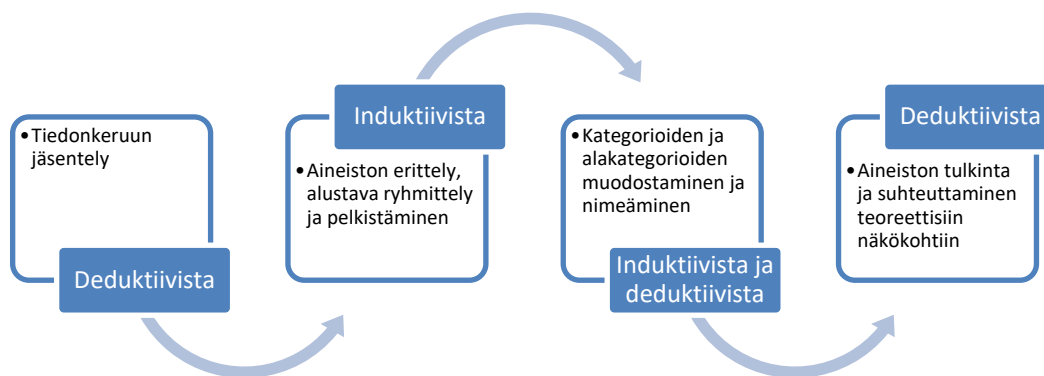 •Tiedonkeruun
jäsentely
Deduktiivista
Induktiivista
•Aineiston erittely,
alustava ryhmittely
ja pelkistäminen
•Kategorioiden ja
alakategorioiden
muodostaminen ja
nimeäminen
Induktiivista ja
deduktiivista
Deduktiivista
•Aineiston tulkinta
ja suhteuttaminen
teoreettisiin
näkökohtiin